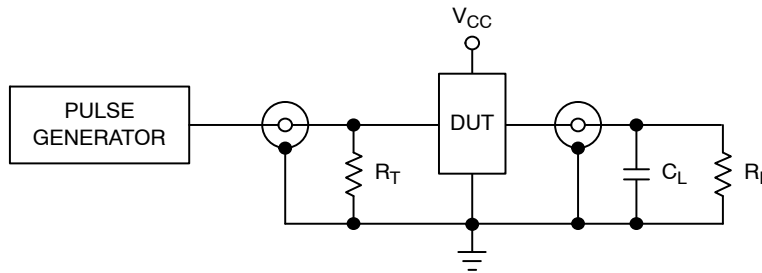 V_CC
PULSE
GENERATOR
DUT
R_T
C_L
R